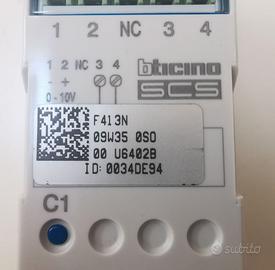 1 2 NC 3 4
1 2 NC 3 4
- +
0-10V
bticino
SCS
F413N
09W35 0SO
00 U6402B
ID: 0034DE94
C1
subito